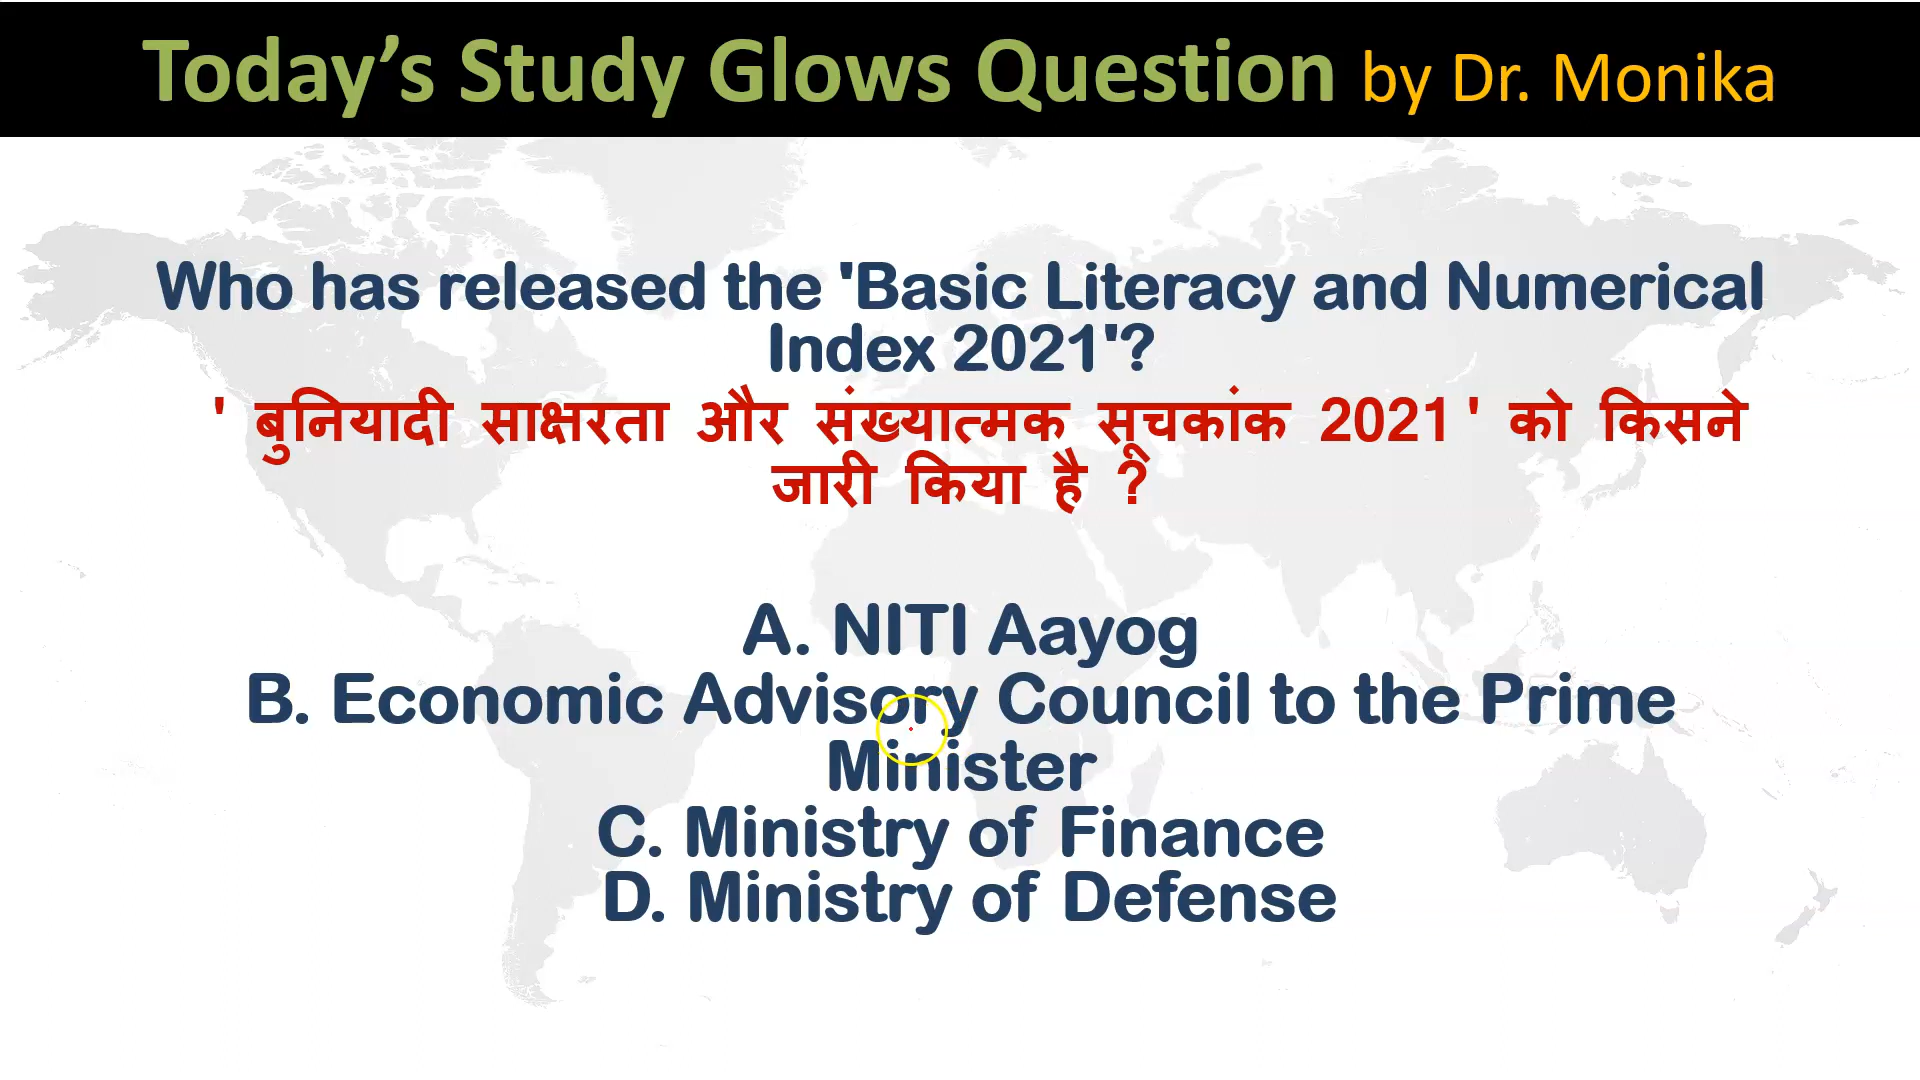 Today’s Study Glows Question by Dr. Monika
Who has released the 'Basic Literacy and Numerical
Index 2021'?
' बुनियादी साक्षरता और संख्यात्मक सूचकांक 2021 ' को किसने
जारी किया है ?
A. NITI Aayog
B. Economic Advisory Council to the Prime
Minister
C. Ministry of Finance
D. Ministry of Defense